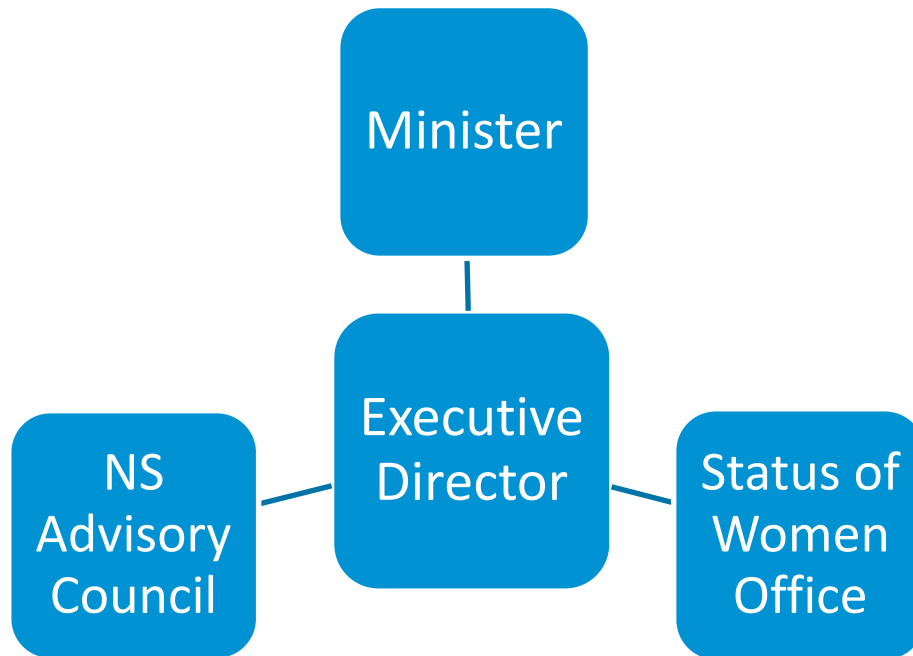 Minister
Executive
Director
NS
Advisory
Council
Status of
Women
Office